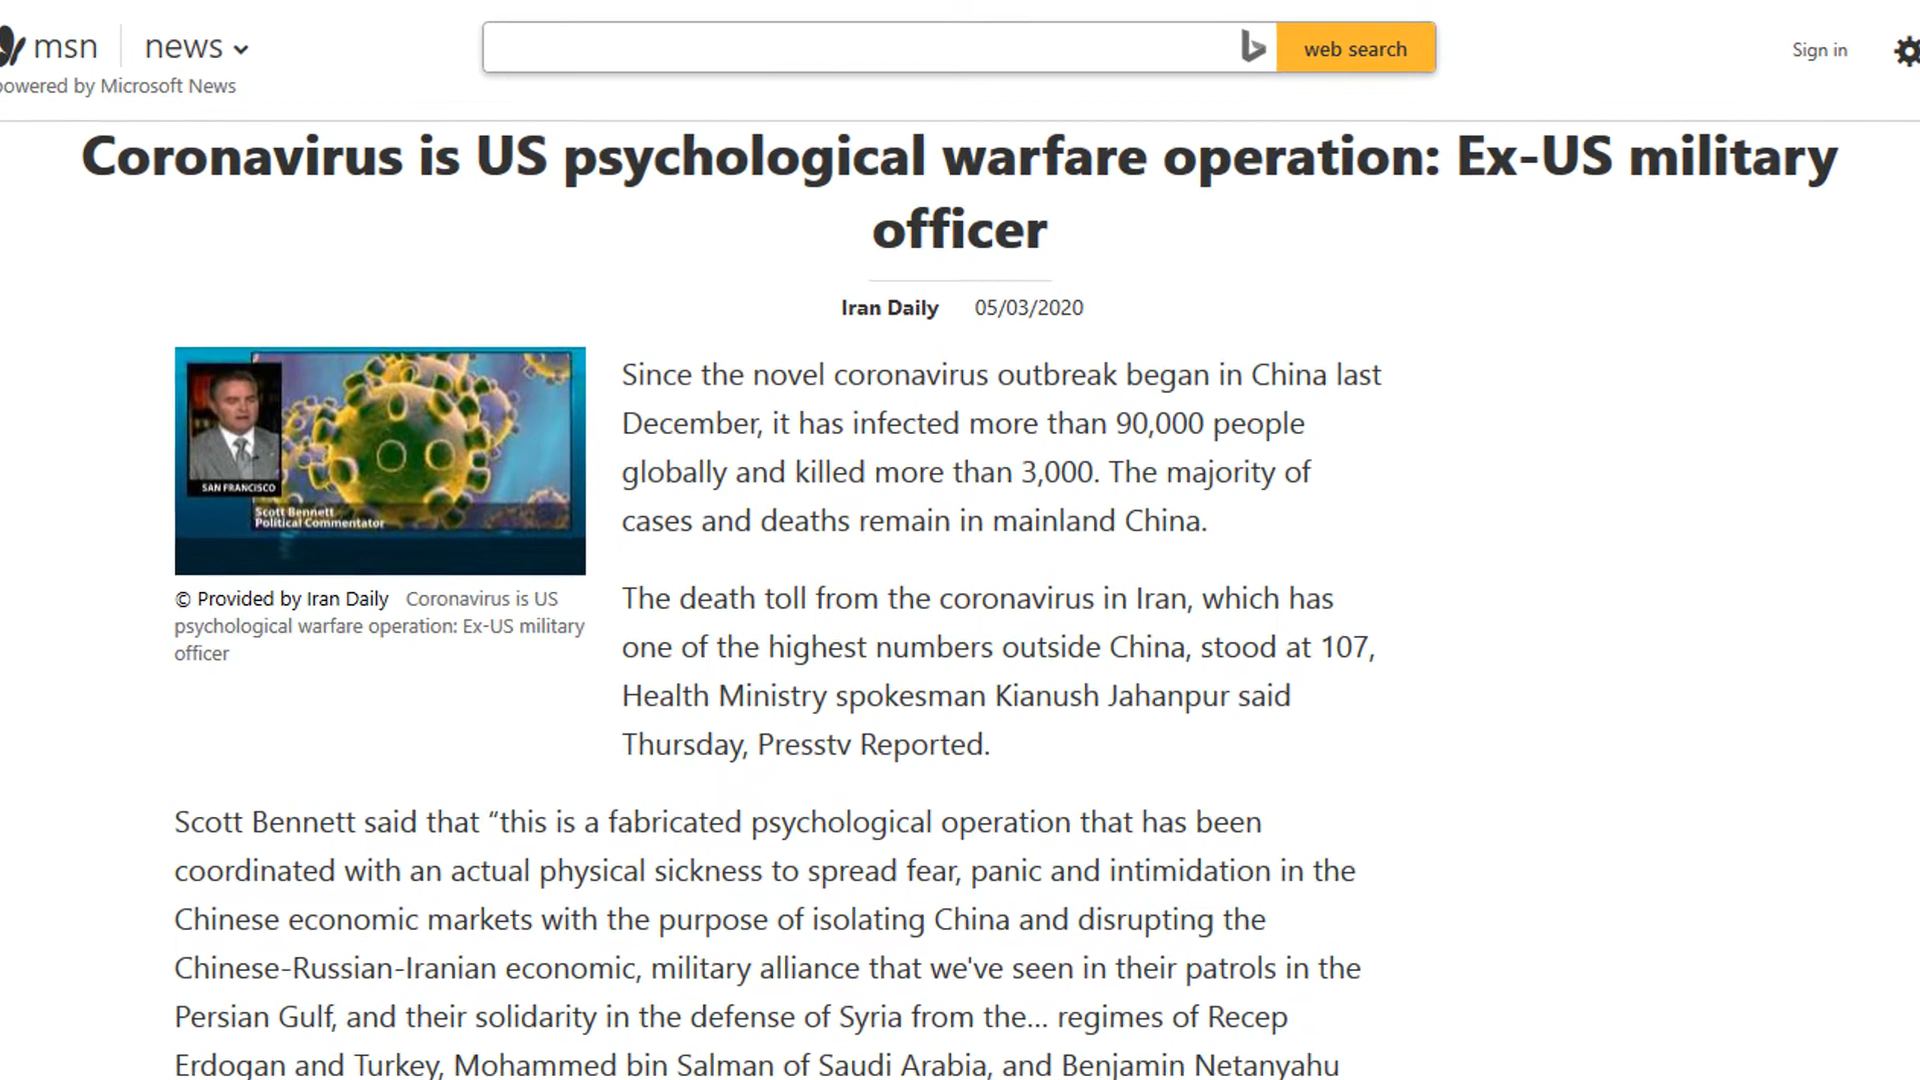 msn news
powered by Microsoft News
web search
Sign in
Coronavirus is US psychological warfare operation: Ex-US military
officer
Iran Daily 05/03/2020
SAN FRANCISCO
Scott Bennett
Political Commentator
© Provided by Iran Daily Coronavirus is US
psychological warfare operation: Ex-US military
officer
Since the novel coronavirus outbreak began in China last
December, it has infected more than 90,000 people
globally and killed more than 3,000. The majority of
cases and deaths remain in mainland China.
The death toll from the coronavirus in Iran, which has
one of the highest numbers outside China, stood at 107,
Health Ministry spokesman Kianush Jahanpur said
Thursday, Presstv Reported.
Scott Bennett said that “this is a fabricated psychological operation that has been
coordinated with an actual physical sickness to spread fear, panic and intimidation in the
Chinese economic markets with the purpose of isolating China and disrupting the
Chinese-Russian-Iranian economic, military alliance that we've seen in their patrols in the
Persian Gulf, and their solidarity in the defense of Syria from the... regimes of Recep
Erdogan and Turkey, Mohammed bin Salman of Saudi Arabia, and Benjamin Netanyahu